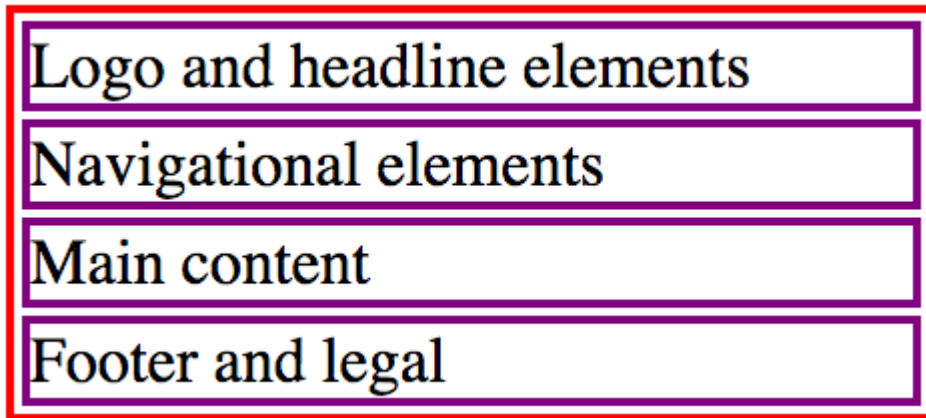 Logo and headline elements
Navigational elements
Main content
Footer and legal